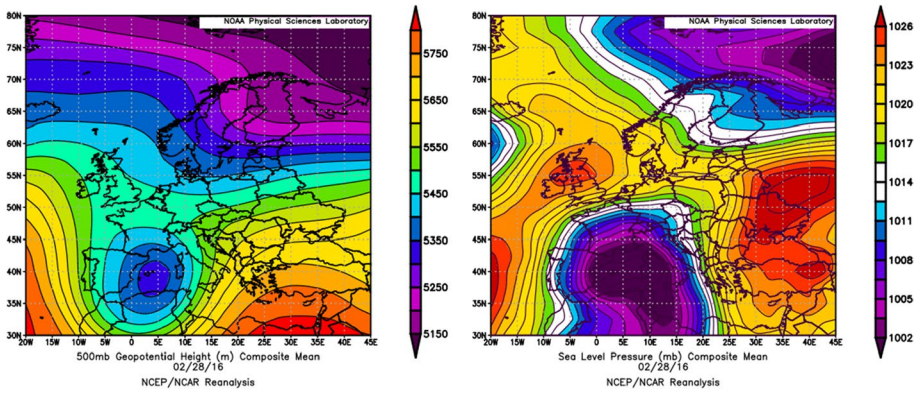 NOAA Physical Sciences Laboratory
80N
75N
70N
65N
60N
55N
50N
45N
40N
35N
30N
20W 15W 10W 5W 0 5E 10E 15E 20E 25E 30E 35E 40E 45E
5750
5650
5550
5450
5350
5250
5150
500mb Geopotential Height (m) Composite Mean
02/28/16
NCEP/NCAR Reanalysis
NOAA Physical Sciences Laboratory
80N
75N
70N
65N
60N
55N
50N
45N
40N
35N
30N
20W 15W 10W 5W 0 5E 10E 15E 20E 25E 30E 35E 40E 45E
1026
1023
1020
1017
1014
1011
1008
1005
1002
Sea Level Pressure (mb) Composite Mean
02/28/16
NCEP/NCAR Reanalysis